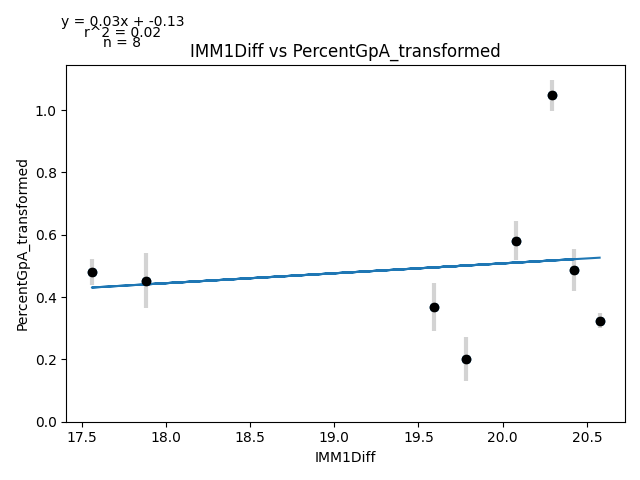 y = 0.03x + -0.13
r^2 = 0.02
n = 8
IMM1Diff vs PercentGpA_transformed
PercentGpA_transformed
1.0
0.8
0.6
0.4
0.2
0.0
17.5 18.0 18.5 19.0 19.5 20.0 20.5
IMM1Diff